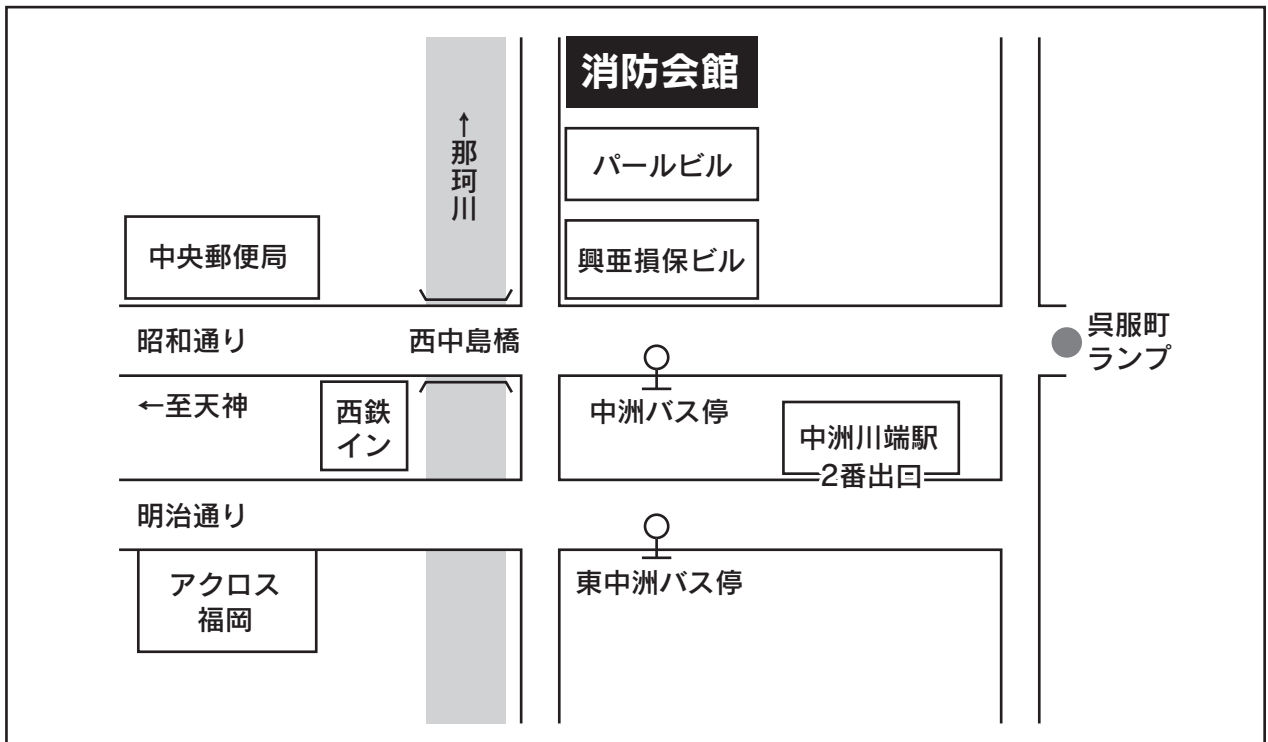 消防会館
↑那珂川
パールビル
中央郵便局
興亜損保ビル
昭和通り
西中島橋
呉服町
ランプ
←至天神
西鉄
イン
中洲バス停
中洲川端駅
2番出口
明治通り
アクロス
福岡
東中洲バス停